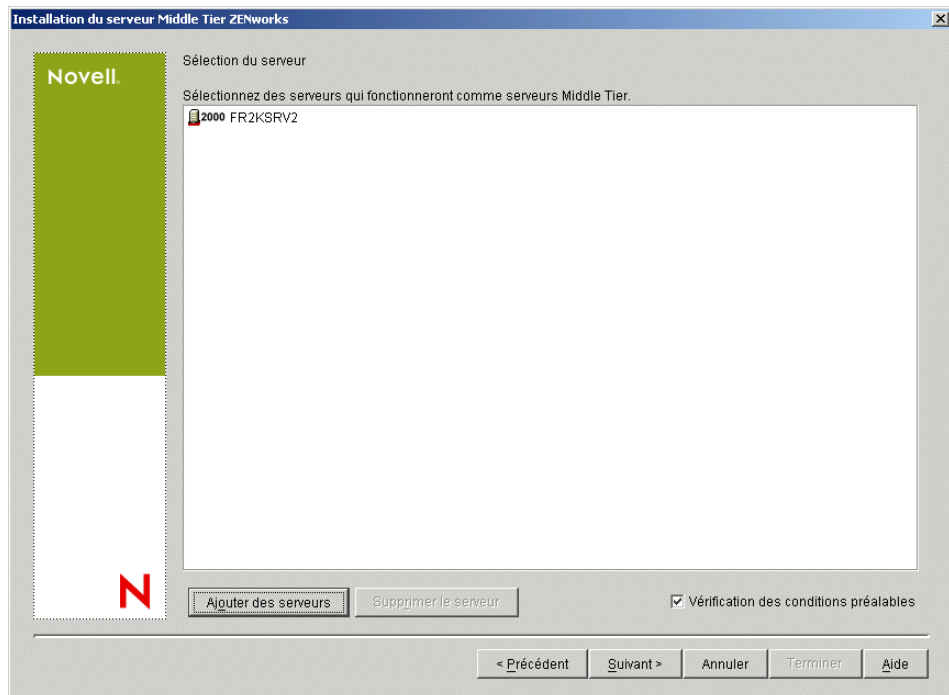 Installation du serveur Middle Tier ZENworks
Novell.
Sélection du serveur
Sélectionnez des serveurs qui fonctionneront comme serveurs Middle Tier.
2000 FR2KSRV2
N
Ajouter des serveurs
Supprimer le serveur
Vérification des conditions préalables
< Précédent
Suivant >
Annuler
Terminer
Aide